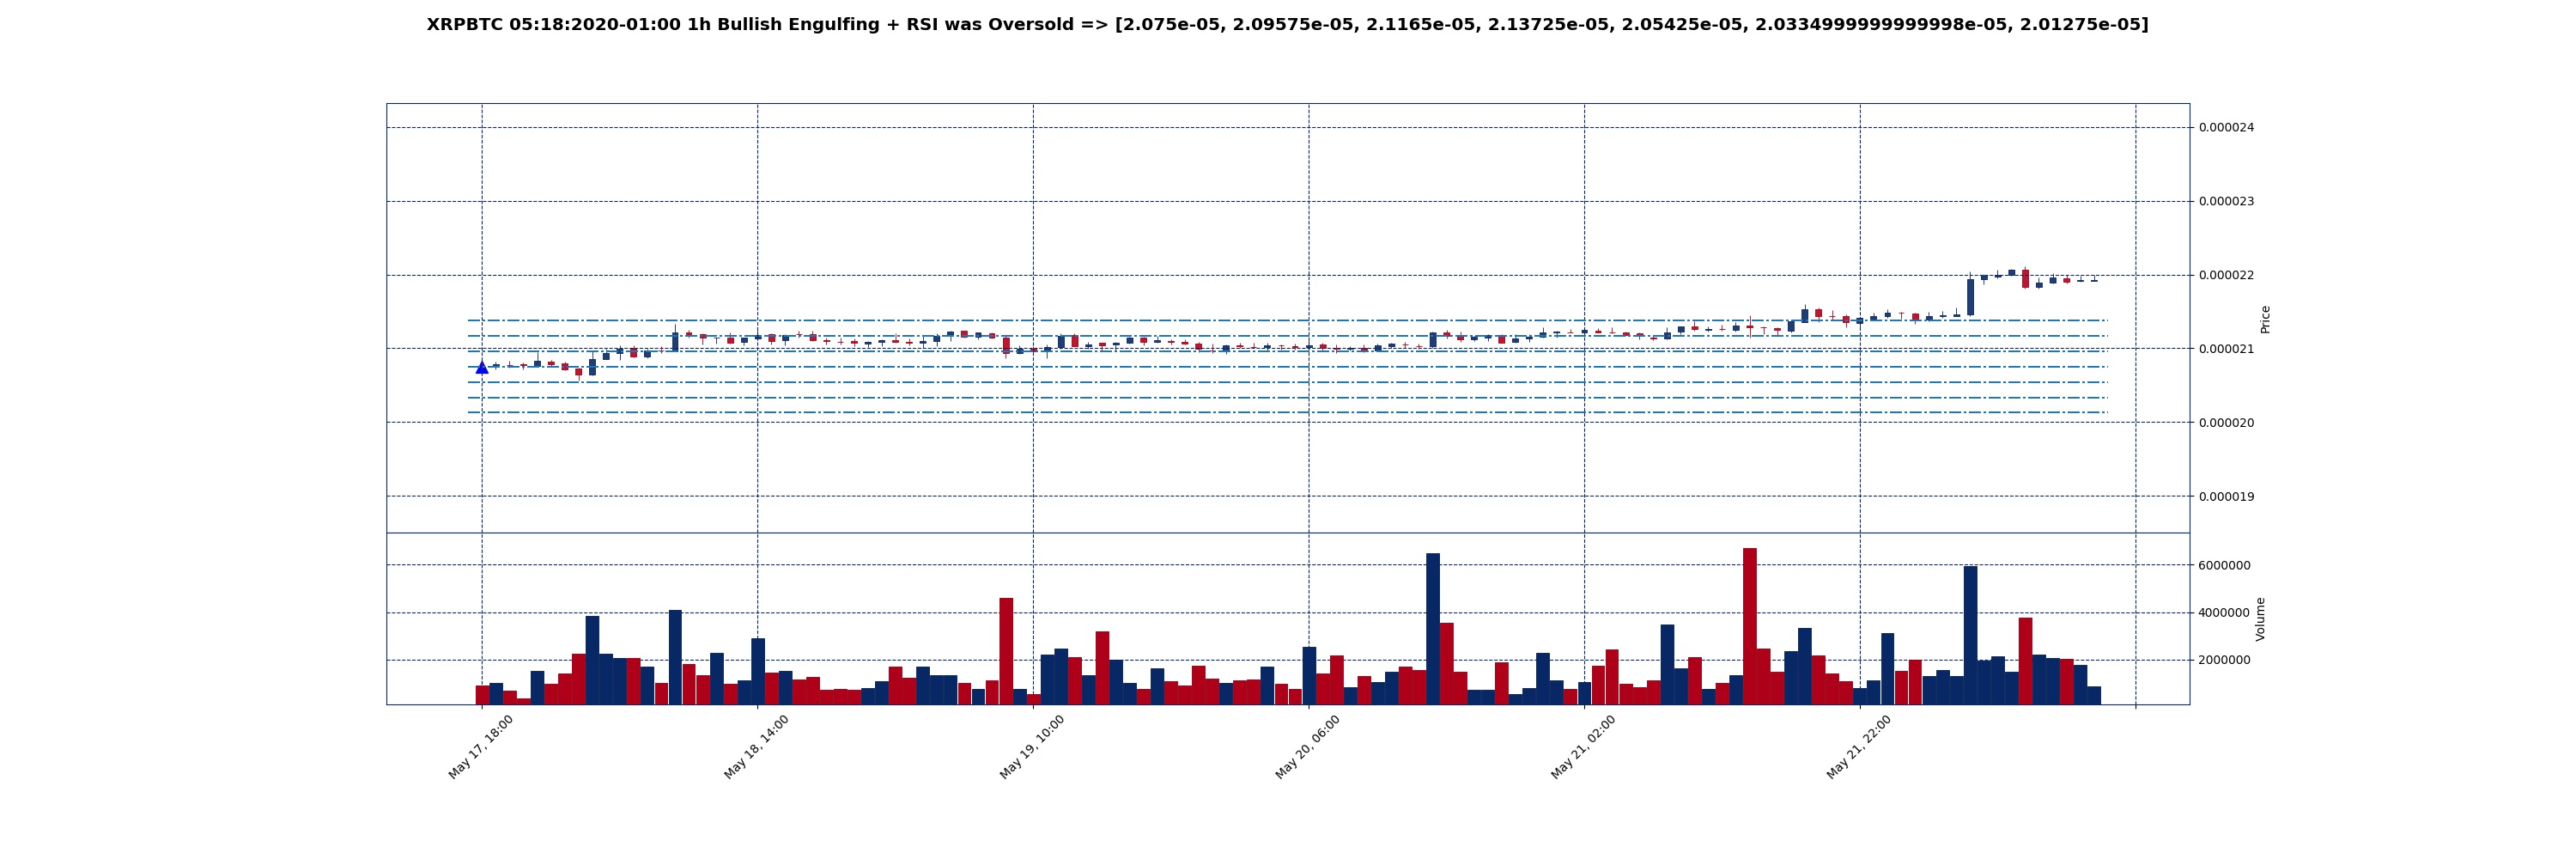 XRPBTC 05:18:2020-01:00 1h Bullish Engulfing + RSI was Oversold => [2.075e-05, 2.09575e-05, 2.1165e-05, 2.13725e-05, 2.05425e-05, 2.0334999999999998e-05, 2.01275e-05]
0.000024
0.000023
0.000022
0.000021
0.000020
0.000019
Price
6000000
4000000
2000000
Volume
May 17, 18:00
May 18, 14:00
May 19, 10:00
May 20, 06:00
May 21, 02:00
May 21, 22:00